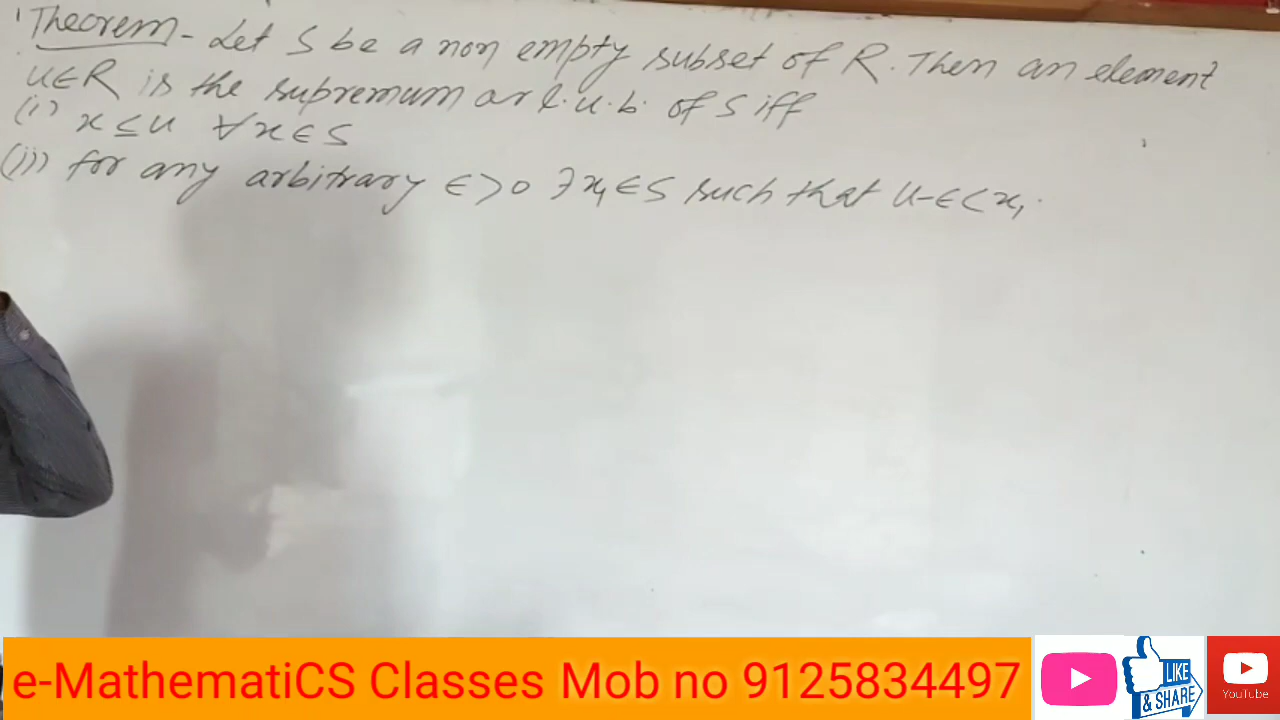 Theorem - Let S be a non empty subset of R. Then an element
u∈R is the supremum or l.u.b. of S iff
(i) x ≤ u ∀ x ∈ S
(ii) for any arbitrary ϵ>0 ∃ x₁ ∈ S such that u-ϵ < x₁.
e-MathematiCS Classes Mob no 9125834497
LIKE
& SHARE
YouTube